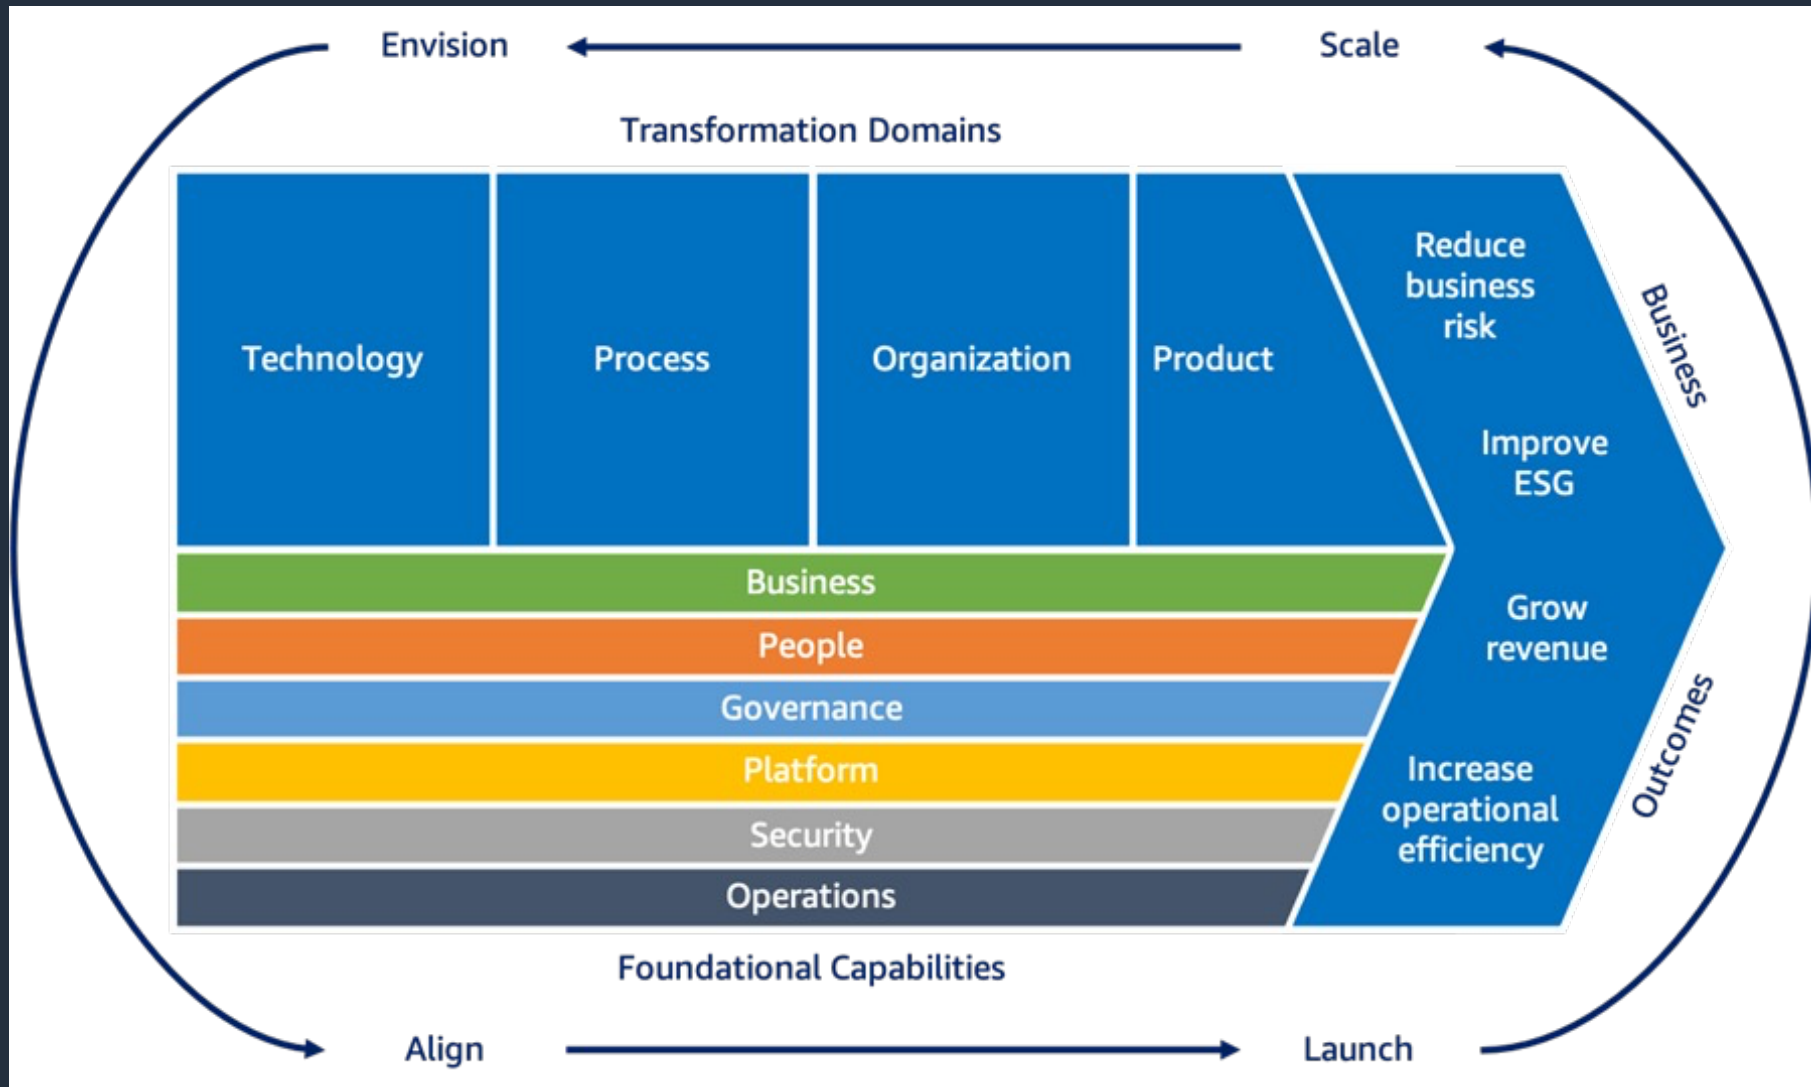 Envision
Scale
Transformation Domains
Technology
Process
Organization
Product
Reduce
business
risk
Improve
ESG
Grow
revenue
Increase
operational
efficiency
Business
Outcomes
Business
People
Governance
Platform
Security
Operations
Foundational Capabilities
Align
Launch